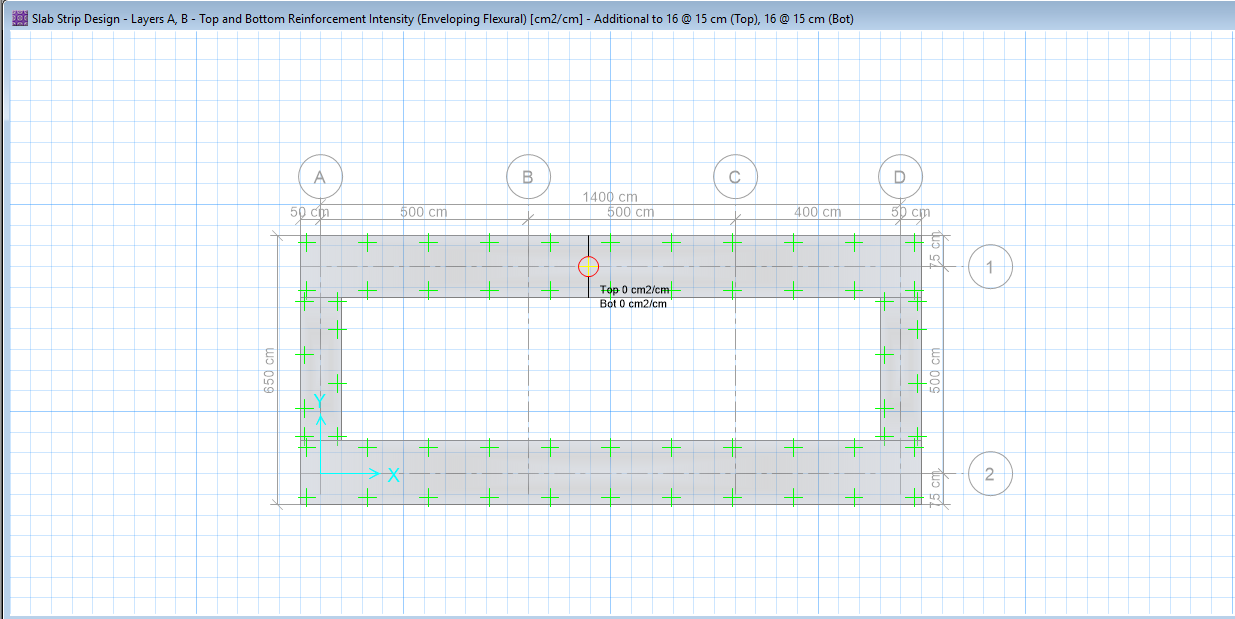 Slab Strip Design - Layers A, B - Top and Bottom Reinforcement Intensity (Enveloping Flexural) [cm2/cm] - Additional to 16 @ 15 cm (Top), 16 @ 15 cm (Bot)
A B C D
1400 cm
50 cm 500 cm 500 cm 400 cm 50 cm
75 cm
1
Top 0 cm2/cm
Bot 0 cm2/cm
650 cm
500 cm
Y
X
2
75 cm